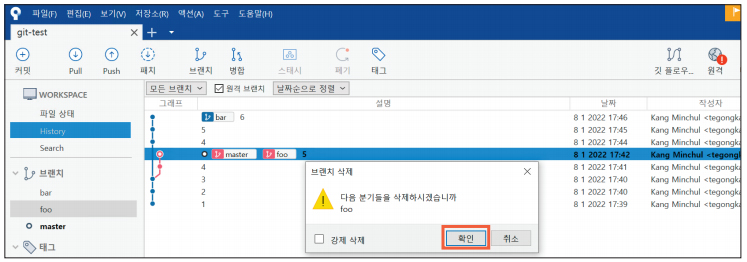 파일(F) 편집(E) 보기(V) 저장소(R) 액션(A) 도구 도움말(H)
git-test
커밋 Pull Push 패치 브랜치 병합 스태시 폐기 태그 깃 플로우... 원격
WORKSPACE
파일 상태
History
Search
브랜치
bar
foo
master
태그
모든 브랜치 원격 브랜치 날짜순으로 정렬
그래프 설명 날짜 작성자
bar 6 8 1 2022 17:46 Kang Minchul <tegongka
5 8 1 2022 17:45 Kang Minchul <tegongka
4 8 1 2022 17:44 Kang Minchul <tegongka
master foo 5 8 1 2022 17:42 Kang Minchul <tegongk
4 8 1 2022 17:41 Kang Minchul <tegongka
3 8 1 2022 17:40 Kang Minchul <tegongka
2 8 1 2022 17:40 Kang Minchul <tegongka
1 8 1 2022 17:39 Kang Minchul <tegongka
브랜치 삭제
다음 분기들을 삭제하시겠습니까
foo
강제 삭제
확인 취소